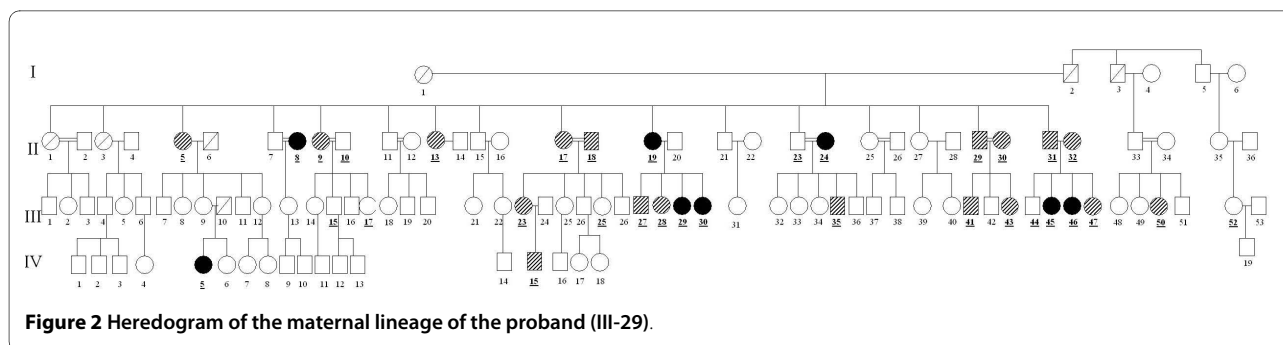 I
1 2 3 4 5 6
II
1 2 3 4 5 6 7 8 9 10 11 12 13 14 15 16 17 18 19 20 21 22 23 24 25 26 27 28 29 30 31 32 33 34 35 36
III
1 2 3 4 5 6 7 8 9 10 11 12 13 14 15 16 17 18 19 20 21 22 23 24 25 26 25 26 27 28 29 30 31 32 33 34 35 36 37 38 39 40 41 42 43 44 45 46 47 48 49 50 51 52 53
IV
1 2 3 4 5 6 7 8 9 10 11 12 13 14 15 16 17 18 19
Figure 2 Heredogram of the maternal lineage of the proband (III-29).